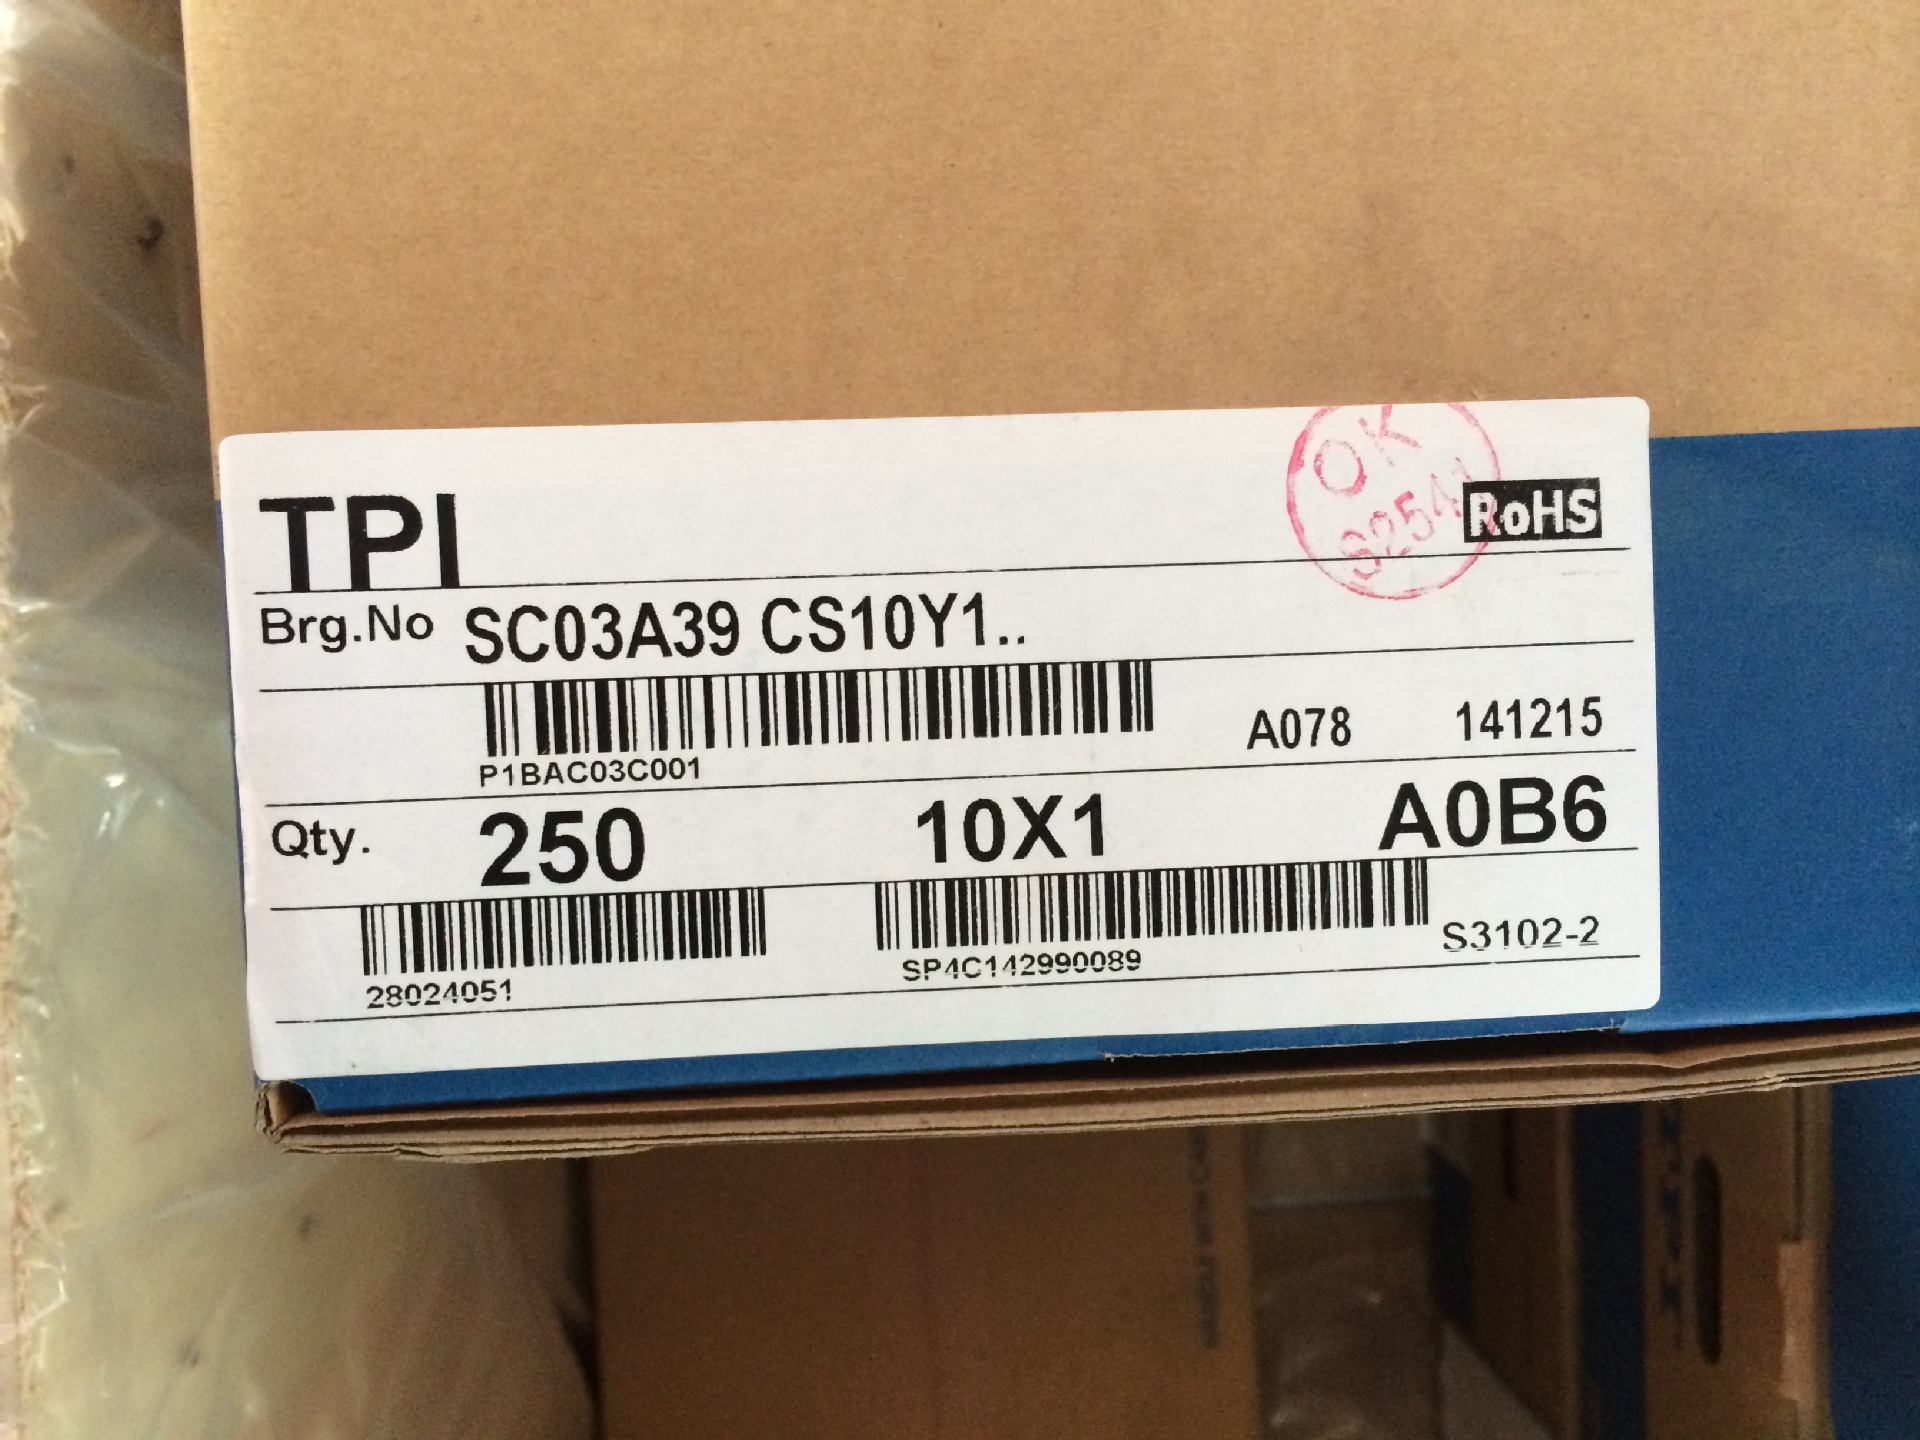 TPI
OK
RoHS
Brg.No SC03A39 CS10Y1..
P1BAC03C001
A078 141215
Qty. 250 10X1 A0B6
28024051
SP4C142990089
S3102-2